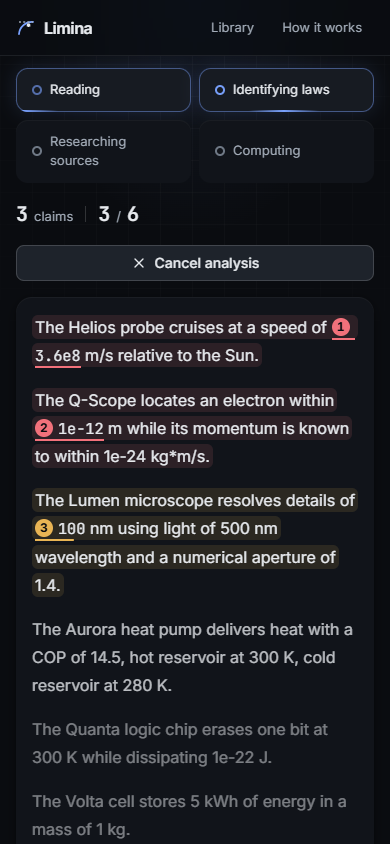 Limina
Library
How it works
Reading
Identifying laws
Researching
sources
Computing
3 claims
3 / 6
Cancel analysis
The Helios probe cruises at a speed of 1
3.6e8 m/s relative to the Sun.
The Q-Scope locates an electron within
2 1e-12 m while its momentum is known
to within 1e-24 kg*m/s.
The Lumen microscope resolves details of
3 100 nm using light of 500 nm
wavelength and a numerical aperture of
1.4.
The Aurora heat pump delivers heat with a
COP of 14.5, hot reservoir at 300 K, cold
reservoir at 280 K.
The Quanta logic chip erases one bit at
300 K while dissipating 1e-22 J.
The Volta cell stores 5 kWh of energy in a
mass of 1 kg.